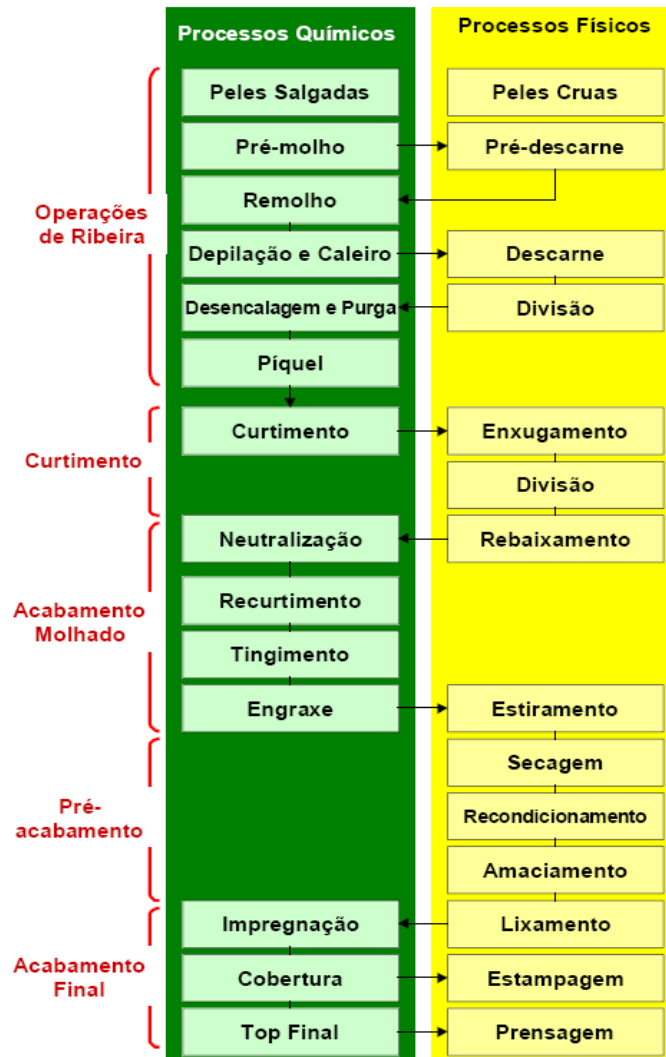 Processos Químicos
Processos Físicos
Peles Salgadas
Peles Cruas
Pré-molho
Pré-descarne
Remolho
Operações
de Ribeira
Depilação e Caleiro
Descarne
Desencalagem e Purga
Divisão
Píquel
Curtimento
Enxugamento
Curtimento
Divisão
Neutralização
Rebaixamento
Recurtimento
Acabamento
Molhado
Tingimento
Engraxe
Estiramento
Secagem
Pré-
acabamento
Recondicionamento
Amaciamento
Impregnação
Lixamento
Acabamento
Final
Cobertura
Estampagem
Top Final
Prensagem